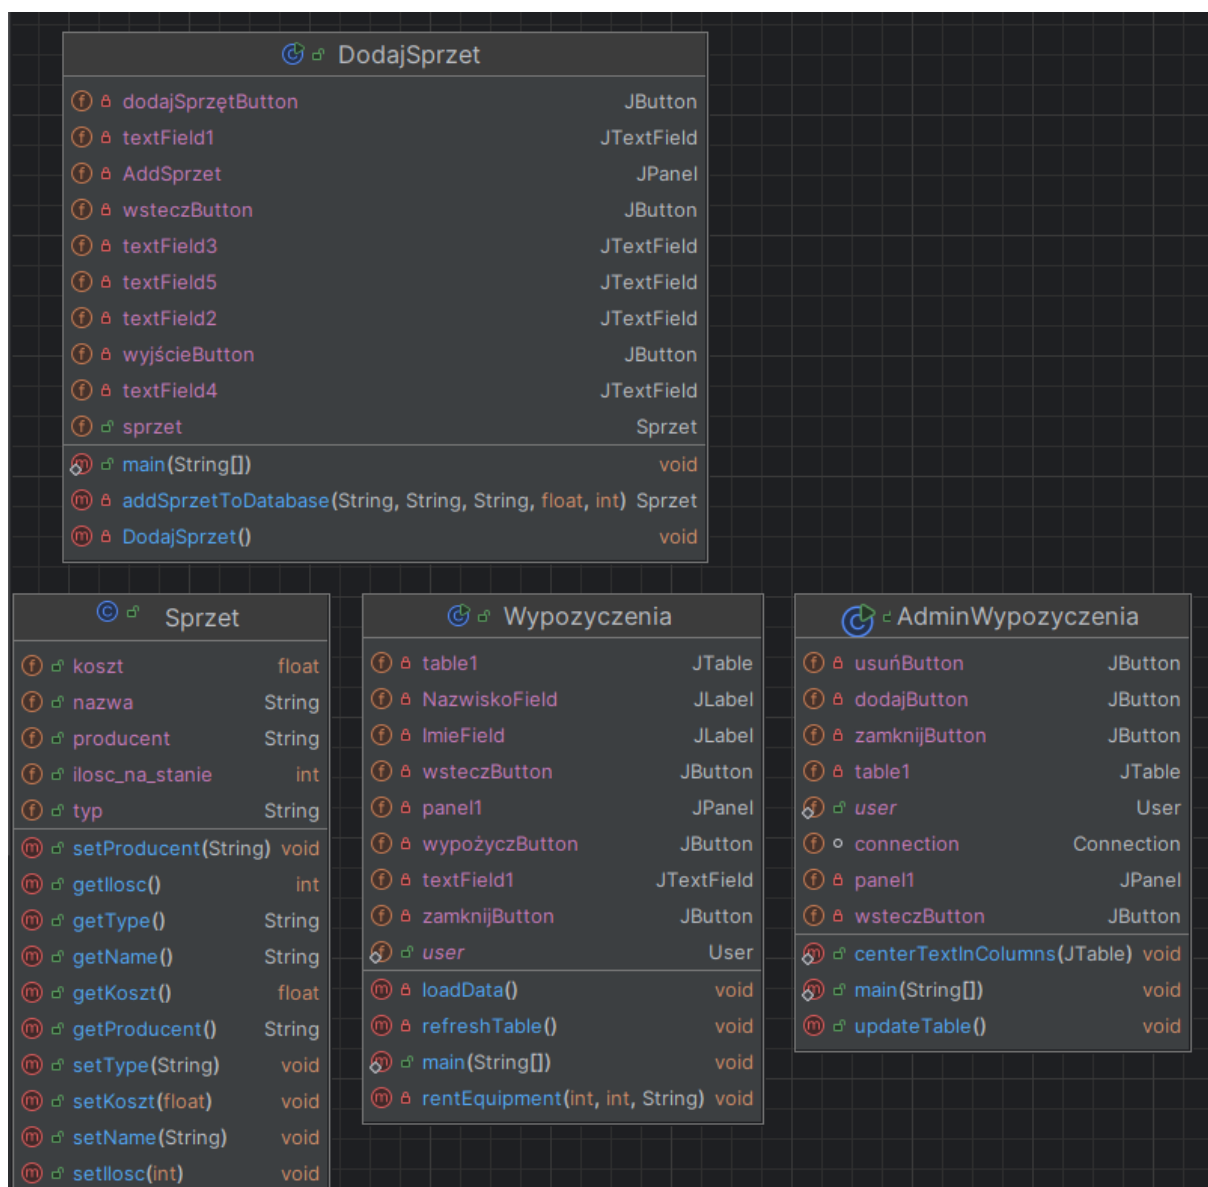 DodajSprzet
dodajSprzętButton JButton
textField1 JTextField
AddSprzet JPanel
wsteczButton JButton
textField3 JTextField
textField5 JTextField
textField2 JTextField
wyjścieButton JButton
textField4 JTextField
sprzet Sprzet
main(String[]) void
addSprzetToDatabase(String, String, String, float, int) Sprzet
DodajSprzet() void
Sprzet
koszt float
nazwa String
producent String
ilosc_na_stanie int
typ String
setProducent(String) void
getIlosc() int
getType() String
getName() String
getKoszt() float
getProducent() String
setType(String) void
setKoszt(float) void
setName(String) void
setIlosc(int) void
Wypozyczenia
table1 JTable
NazwiskoField JLabel
ImieField JLabel
wsteczButton JButton
panel1 JPanel
wypożyczButton JButton
textField1 JTextField
zamknijButton JButton
user User
loadData() void
refreshTable() void
main(String[]) void
rentEquipment(int, int, String) void
AdminWypozyczenia
usuńButton JButton
dodajButton JButton
zamknijButton JButton
table1 JTable
user User
connection Connection
panel1 JPanel
wsteczButton JButton
centerTextInColumns(JTable) void
main(String[]) void
updateTable() void